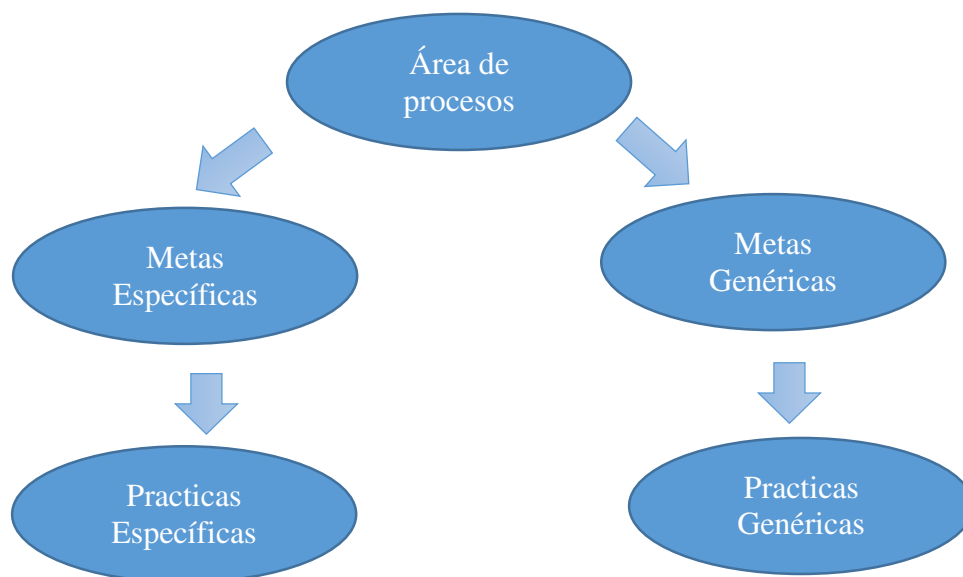 Área de
procesos
Metas
Específicas
Metas
Genéricas
Practicas
Específicas
Practicas
Genéricas